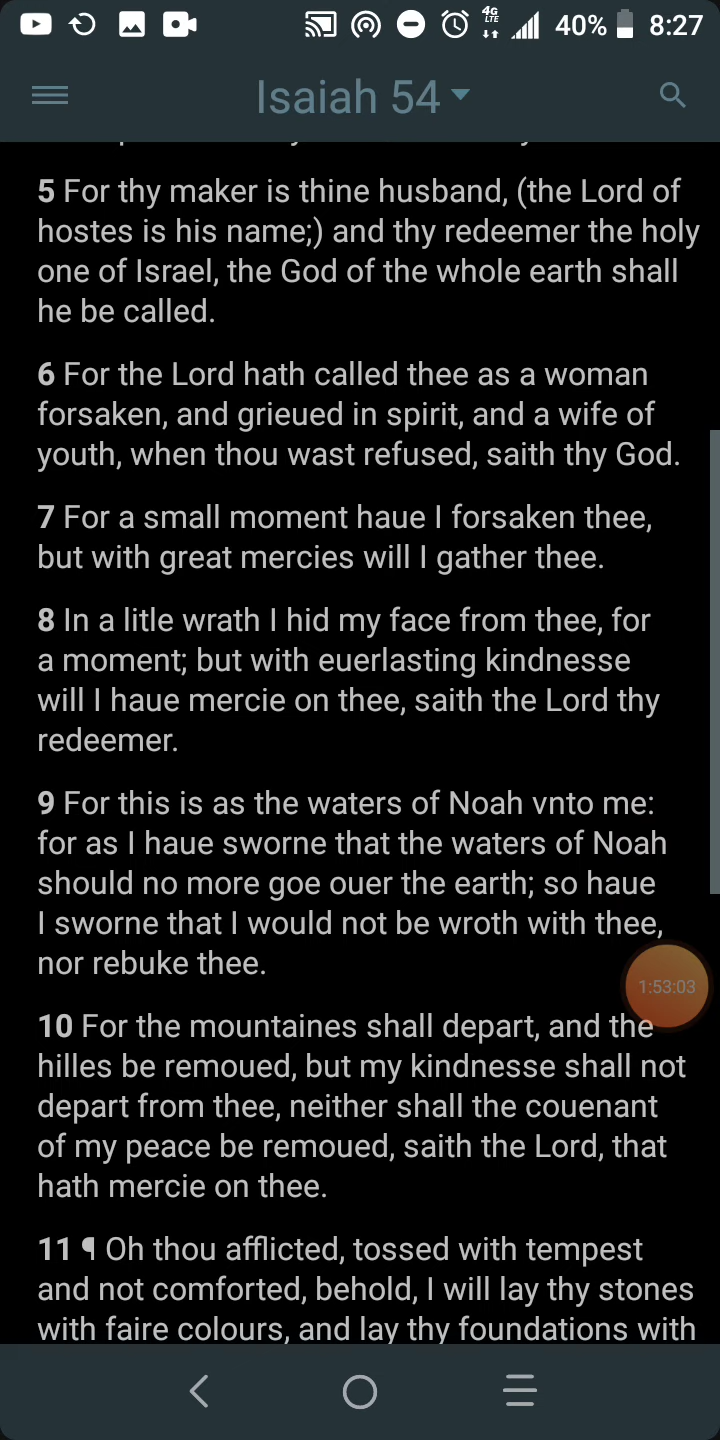 4G
LTE
40% 8:27
Isaiah 54
5 For thy maker is thine husband, (the Lord of
hostes is his name;) and thy redeemer the holy
one of Israel, the God of the whole earth shall
he be called.
6 For the Lord hath called thee as a woman
forsaken, and grieued in spirit, and a wife of
youth, when thou wast refused, saith thy God.
7 For a small moment haue I forsaken thee,
but with great mercies will I gather thee.
8 In a litle wrath I hid my face from thee, for
a moment; but with euerlasting kindnesse
will I haue mercie on thee, saith the Lord thy
redeemer.
9 For this is as the waters of Noah vnto me:
for as I haue sworne that the waters of Noah
should no more goe ouer the earth; so haue
I sworne that I would not be wroth with thee,
nor rebuke thee.
1:53:03
10 For the mountaines shall depart, and the
hilles be remoued, but my kindnesse shall not
depart from thee, neither shall the couenant
of my peace be remoued, saith the Lord, that
hath mercie on thee.
11 ¶ Oh thou afflicted, tossed with tempest
and not comforted, behold, I will lay thy stones
with faire colours, and lay thy foundations with